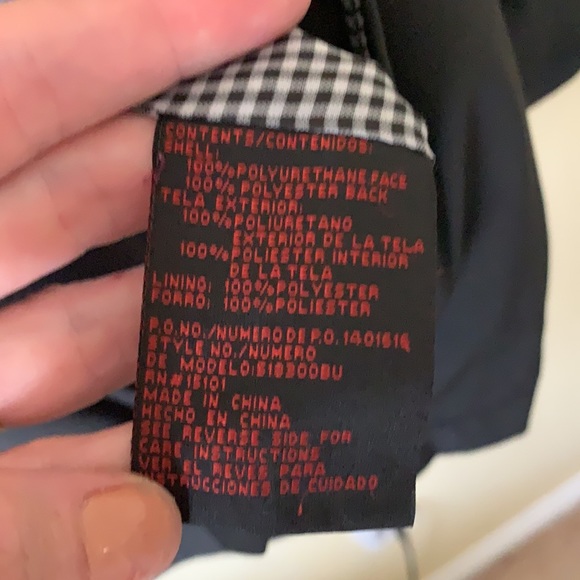 CONTENTS/CONTENIDOS:
SHELL:
100% POLYURETHANE FACE
100% POLYESTER BACK
TELA EXTERIOR:
100% POLIURETANO
EXTERIOR DE LA TELA
100% POLIESTER INTERIOR
DE LA TELA
LINING: 100% POLYESTER
FORRO: 100% POLIESTER
P.O.NO./NUMERO DE P.O. 1401616
STYLE NO./NUMERO
DE MODELO:S18300BU
RN# 15101
MADE IN CHINA
HECHO EN CHINA
SEE REVERSE SIDE FOR
CARE INSTRUCTIONS
VER EL REVES PARA
INSTRUCCIONES DE CUIDADO